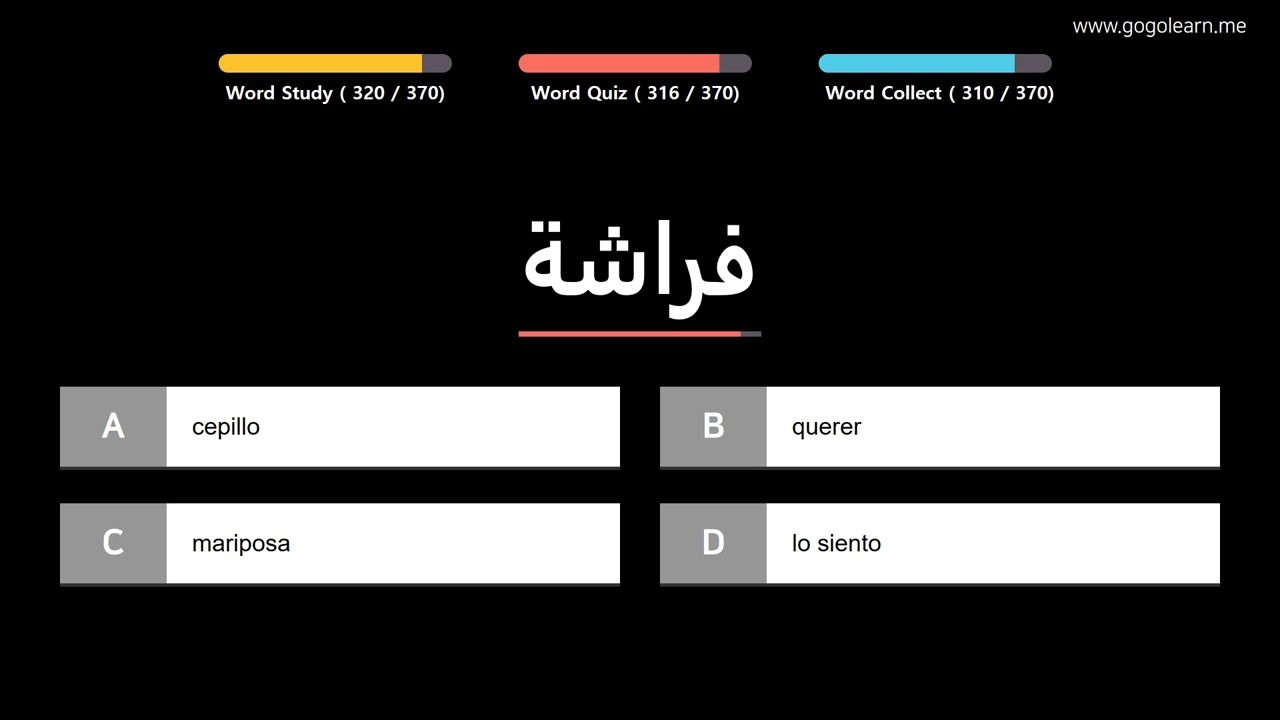 www.gogolearn.me
Word Study ( 320 / 370)
Word Quiz ( 316 / 370)
Word Collect ( 310 / 370)
فراشة
A cepillo
B querer
C mariposa
D lo siento